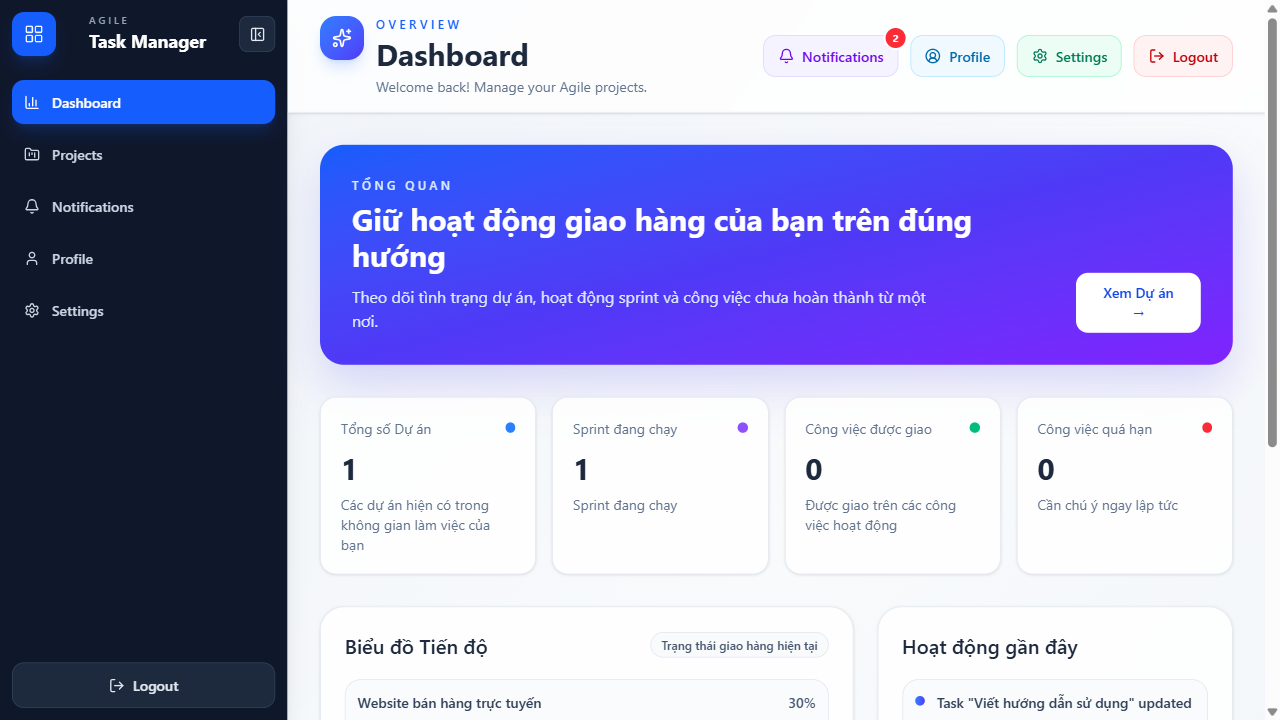 AGILE
Task Manager
Dashboard
Projects
Notifications
Profile
Settings
Logout
OVERVIEW
Dashboard
Welcome back! Manage your Agile projects.
Notifications
2
Profile
Settings
Logout
TỔNG QUAN
Giữ hoạt động giao hàng của bạn trên đúng
hướng
Theo dõi tình trạng dự án, hoạt động sprint và công việc chưa hoàn thành từ một
nơi.
Xem Dự án
→
Tổng số Dự án
1
Các dự án hiện có trong
không gian làm việc của
bạn
Sprint đang chạy
1
Sprint đang chạy
Công việc được giao
0
Được giao trên các công
việc hoạt động
Công việc quá hạn
0
Cần chú ý ngay lập tức
Biểu đồ Tiến độ
Trạng thái giao hàng hiện tại
Website bán hàng trực tuyến
30%
Hoạt động gần đây
Task "Viết hướng dẫn sử dụng" updated